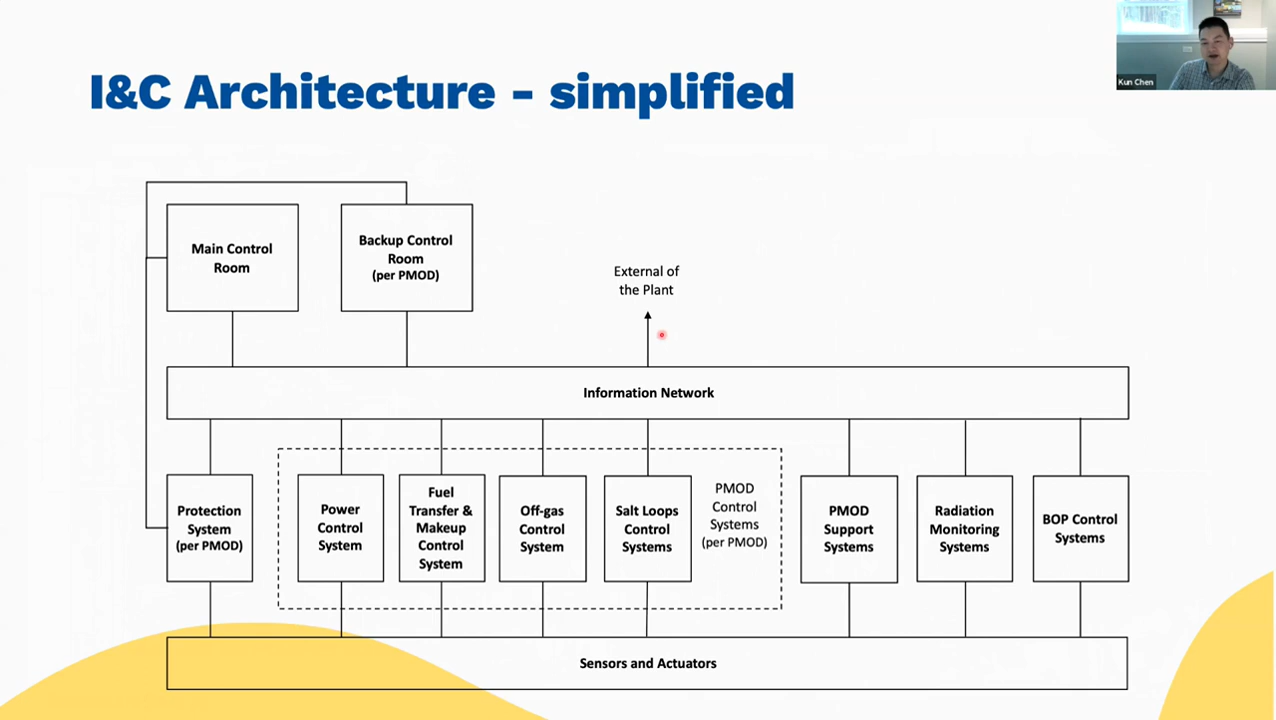 Kun Chen
I&C Architecture - simplified
Main Control
Room
Backup Control
Room
(per PMOD)
External of
the Plant
Information Network
Protection
System
(per PMOD)
Power
Control
System
Fuel
Transfer &
Makeup
Control
System
Off-gas
Control
System
Salt Loops
Control
Systems
PMOD
Control
Systems
(per PMOD)
PMOD
Support
Systems
Radiation
Monitoring
Systems
BOP Control
Systems
Sensors and Actuators